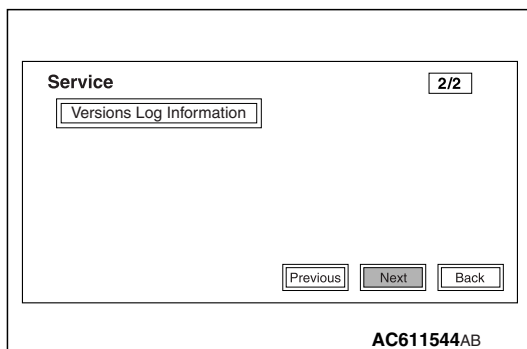 Service 2/2
Versions Log Information
Previous Next Back
AC611544AB